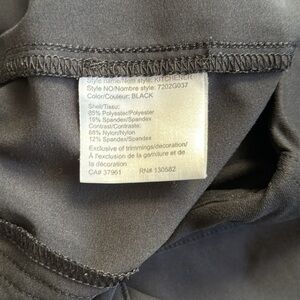 Style name/Nom style: KITCHENER
Style NO/Nombre style: 7202G037
Color/Couleur: BLACK
Shell/Tissu:
85% Polyester/Polyester
15% Spandex/Spandex
Contrast/Contraste:
88% Nylon/Nylon
12% Spandex/Spandex
Exclusive of trimmings/decoration/
À l'exclusion de la garniture et de
la décoration
CA# 37961 RN# 130582